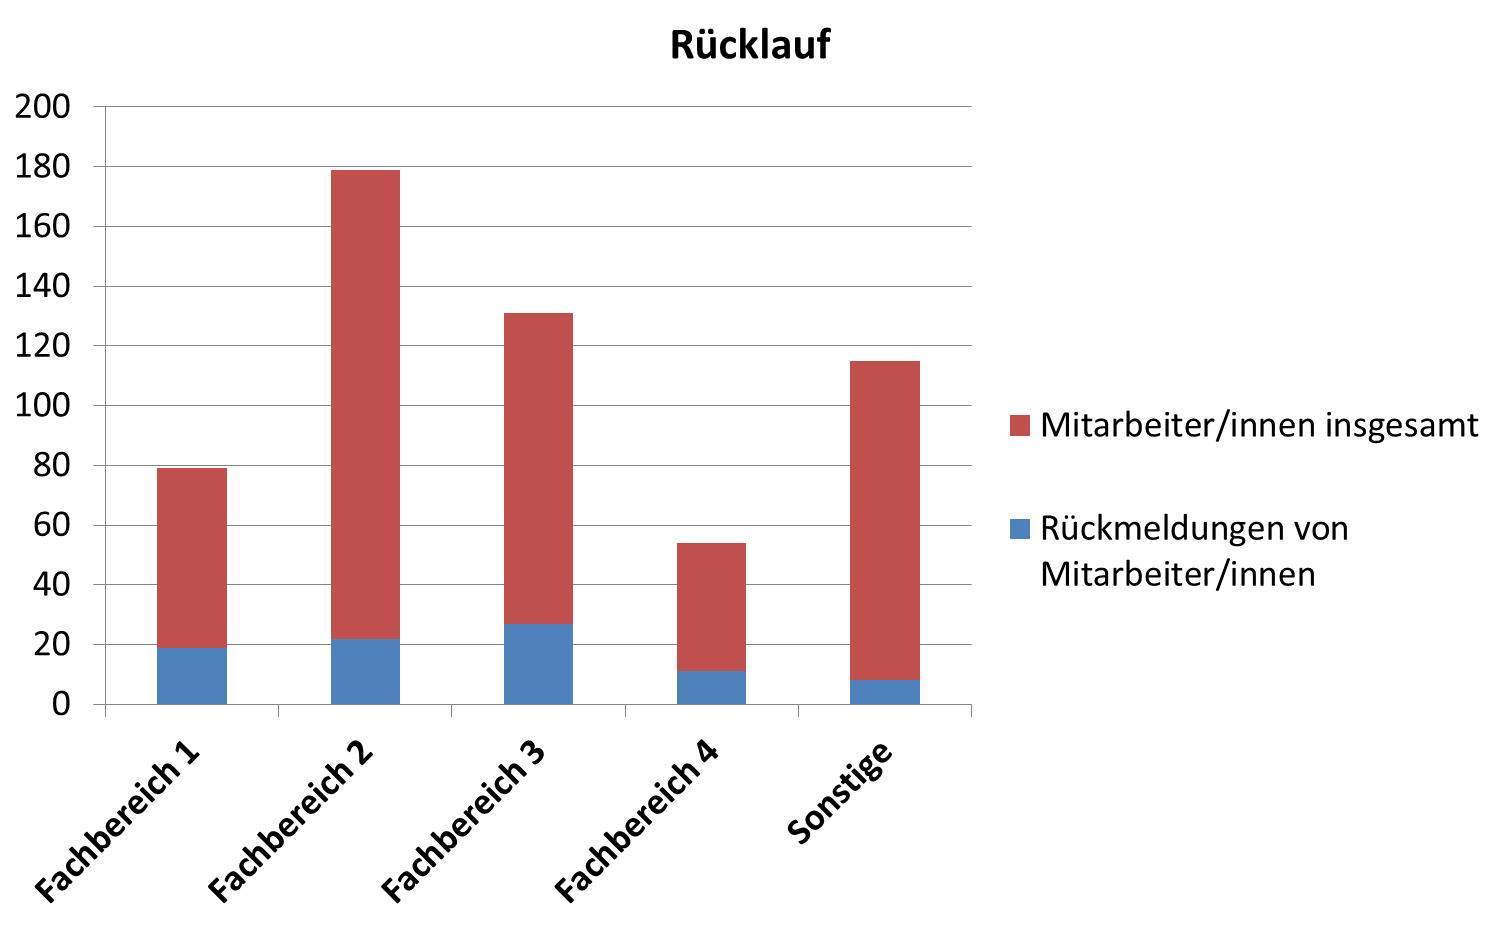 Rücklauf
200
180
160
140
120
100
80
60
40
20
0
Fachbereich 1
Fachbereich 2
Fachbereich 3
Fachbereich 4
Sonstige
Mitarbeiter/innen insgesamt
Rückmeldungen von
Mitarbeiter/innen